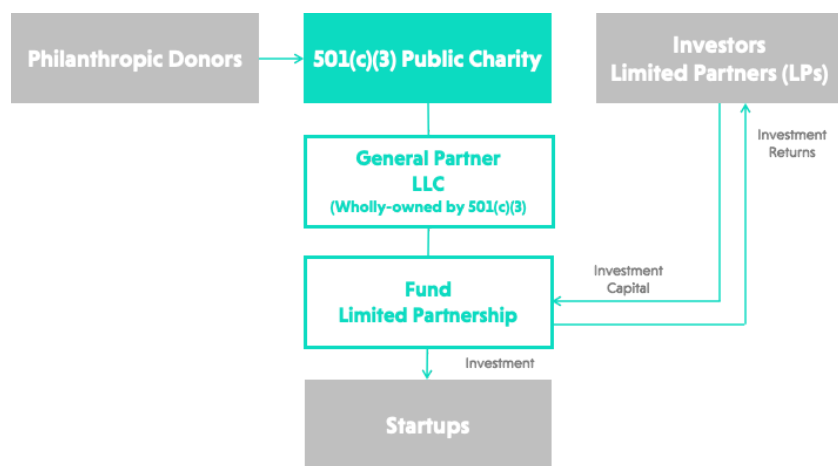 Philanthropic Donors
501(c)(3) Public Charity
Investors
Limited Partners (LPs)
General Partner
LLC
(Wholly-owned by 501(c)(3)
Investment
Returns
Investment
Capital
Fund
Limited Partnership
Investment
Startups